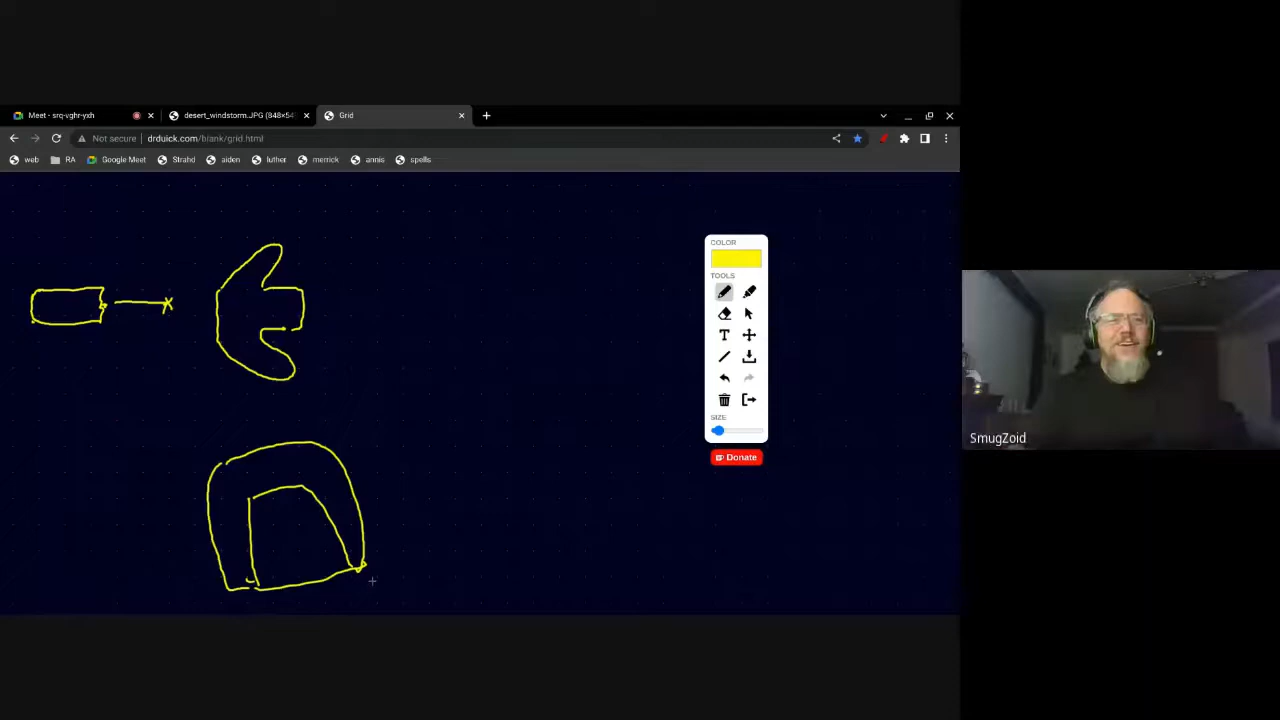 Meet - srq-vghr-yxh
desert_windstorm.JPG (848×54
Grid
Not secure
drduick.com/blank/grid.html
web
RA
Google Meet
Strahd
aiden
luther
merrick
annis
spells
COLOR
TOOLS
T
SIZE
Donate
SmugZoid